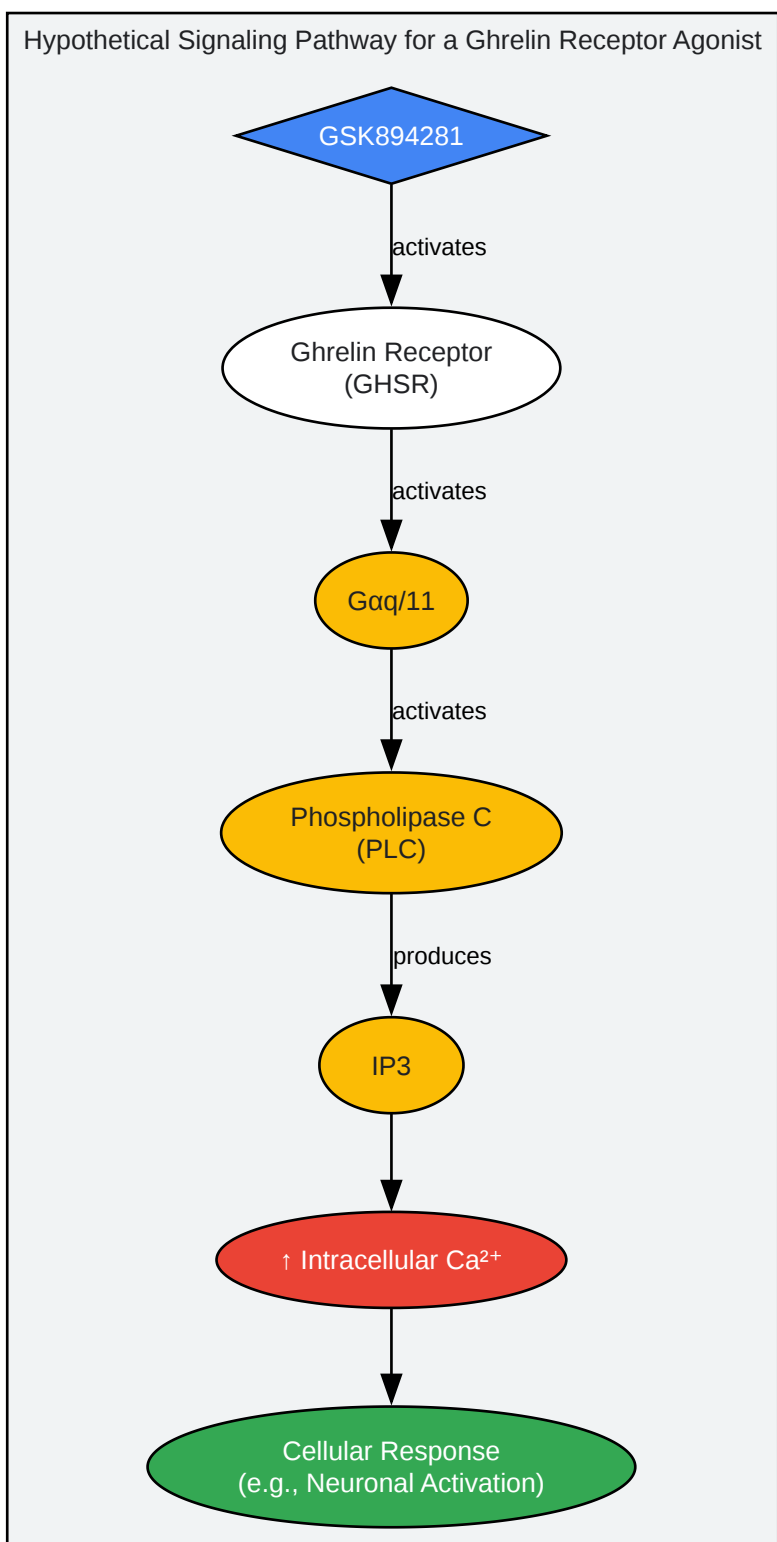 Hypothetical Signaling Pathway for a Ghrelin Receptor Agonist
GSK894281
activates
Ghrelin Receptor
(GHSR)
activates
Gαq/11
activates
Phospholipase C
(PLC)
produces
IP3
↑ Intracellular Ca²⁺
Cellular Response
(e.g., Neuronal Activation)